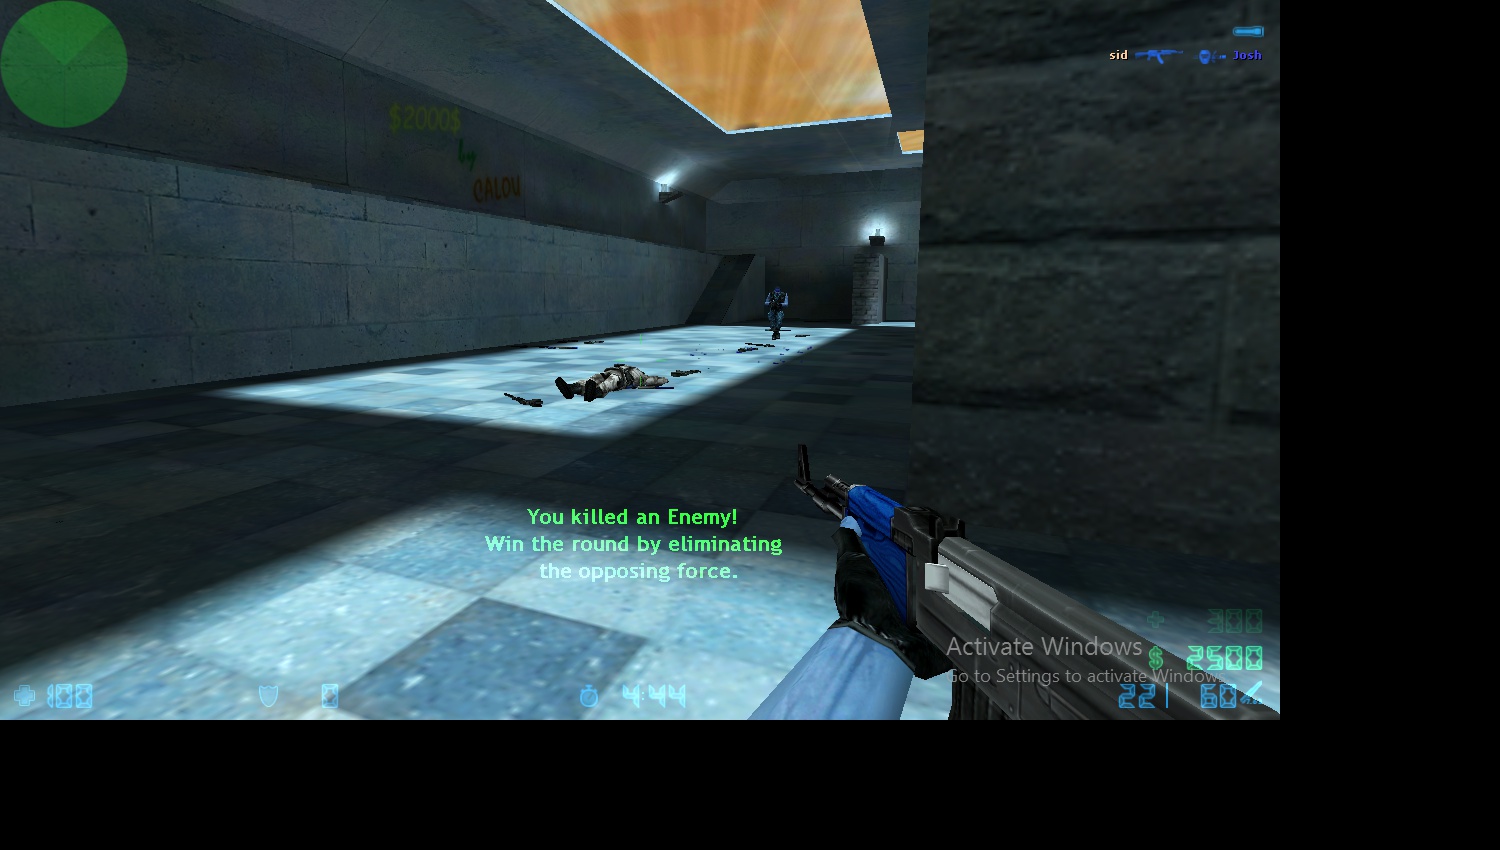 sid Josh
$2000$
by
CALOU
You killed an Enemy!
Win the round by eliminating
the opposing force.
300
Activate Windows
$ 2500
Go to Settings to activate Windows
100 0 4:44 22 | 60